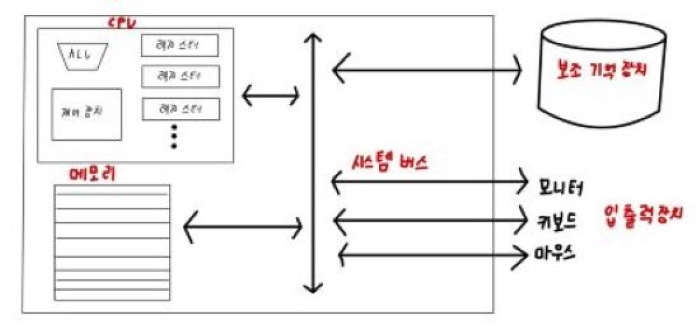 CPU
ALU
레지스터
레지스터
제어 장치
레지스터
메모리
보조 기억 장치
시스템 버스
모니터
키보드
입출력장치
마우스